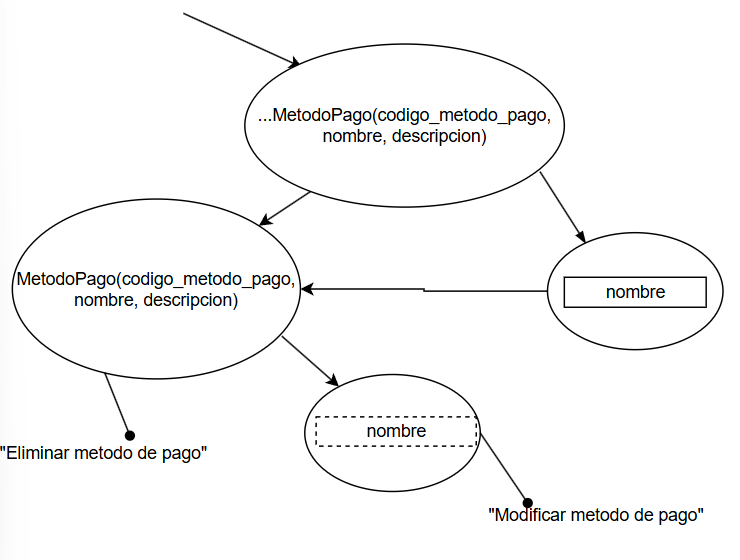 ...MetodoPago(codigo_metodo_pago,
nombre, descripcion)
MetodoPago(codigo_metodo_pago,
nombre, descripcion)
nombre
nombre
"Eliminar metodo de pago"
"Modificar metodo de pago"